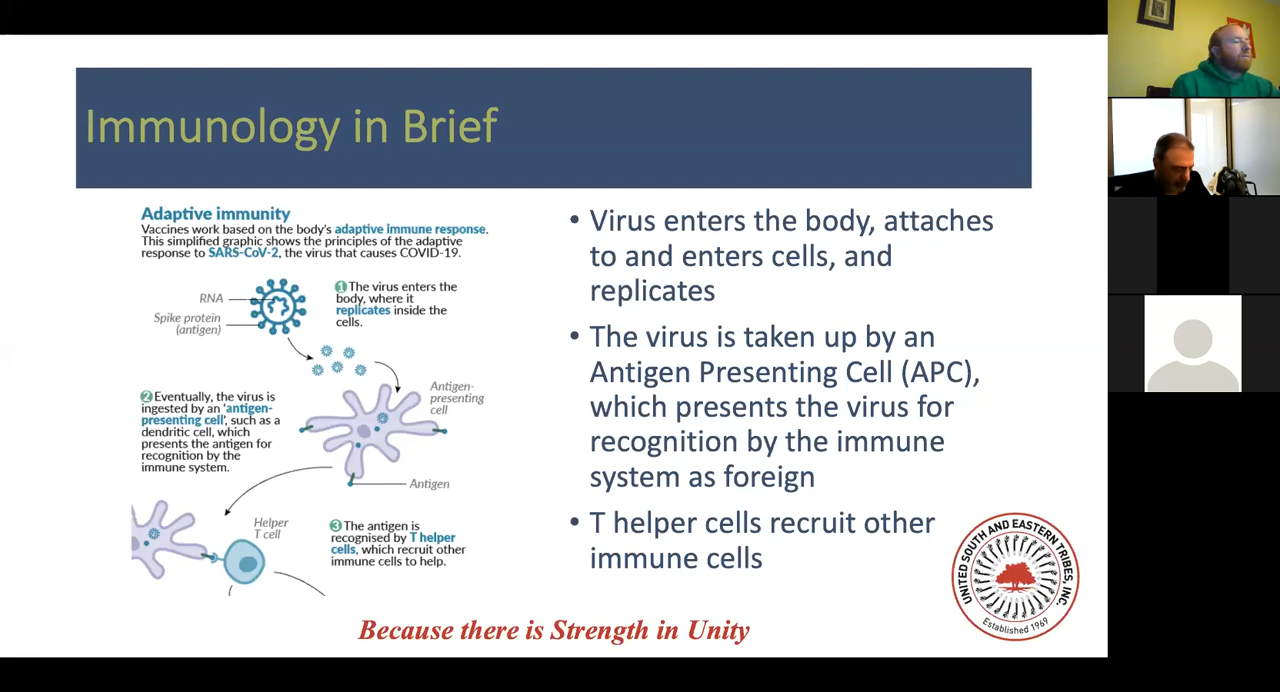 Immunology in Brief
Adaptive immunity
Vaccines work based on the body's adaptive immune response.
This simplified graphic shows the principles of the adaptive
response to SARS-CoV-2, the virus that causes COVID-19.
RNA
Spike protein
(antigen)
1 The virus enters the
body, where it
replicates inside the
cells.
2 Eventually, the virus is
ingested by an 'antigen-
presenting cell', such as a
dendritic cell, which
presents the antigen for
recognition by the
immune system.
Antigen-
presenting
cell
Antigen
Helper
T cell
3 The antigen is
recognised by T helper
cells, which recruit other
immune cells to help.
• Virus enters the body, attaches
to and enters cells, and
replicates
• The virus is taken up by an
Antigen Presenting Cell (APC),
which presents the virus for
recognition by the immune
system as foreign
• T helper cells recruit other
immune cells
UNITED SOUTH AND EASTERN TRIBES, INC.
Established 1969
Because there is Strength in Unity